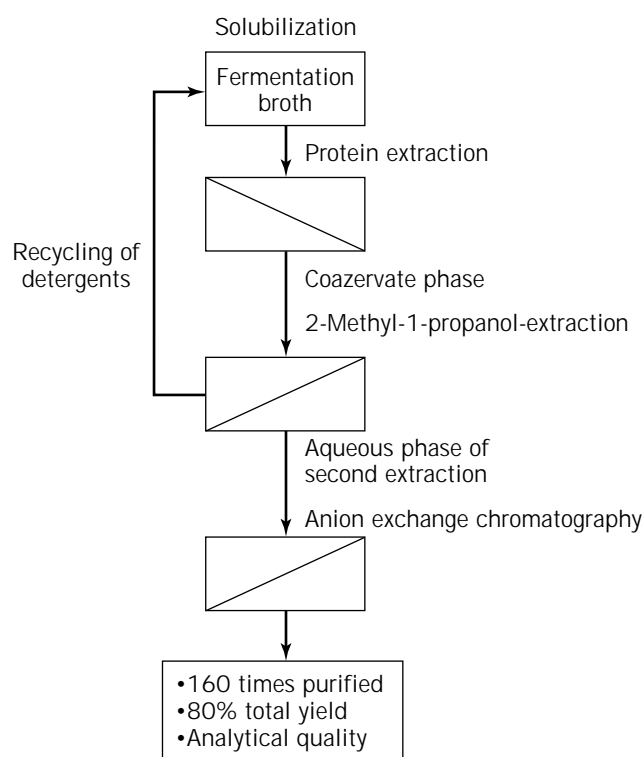 Solubilization
Fermentation
broth
Protein extraction
Recycling of
detergents
Coazervate phase
2-Methyl-1-propanol-extraction
Aqueous phase of
second extraction
Anion exchange chromatography
•160 times purified
•80% total yield
•Analytical quality